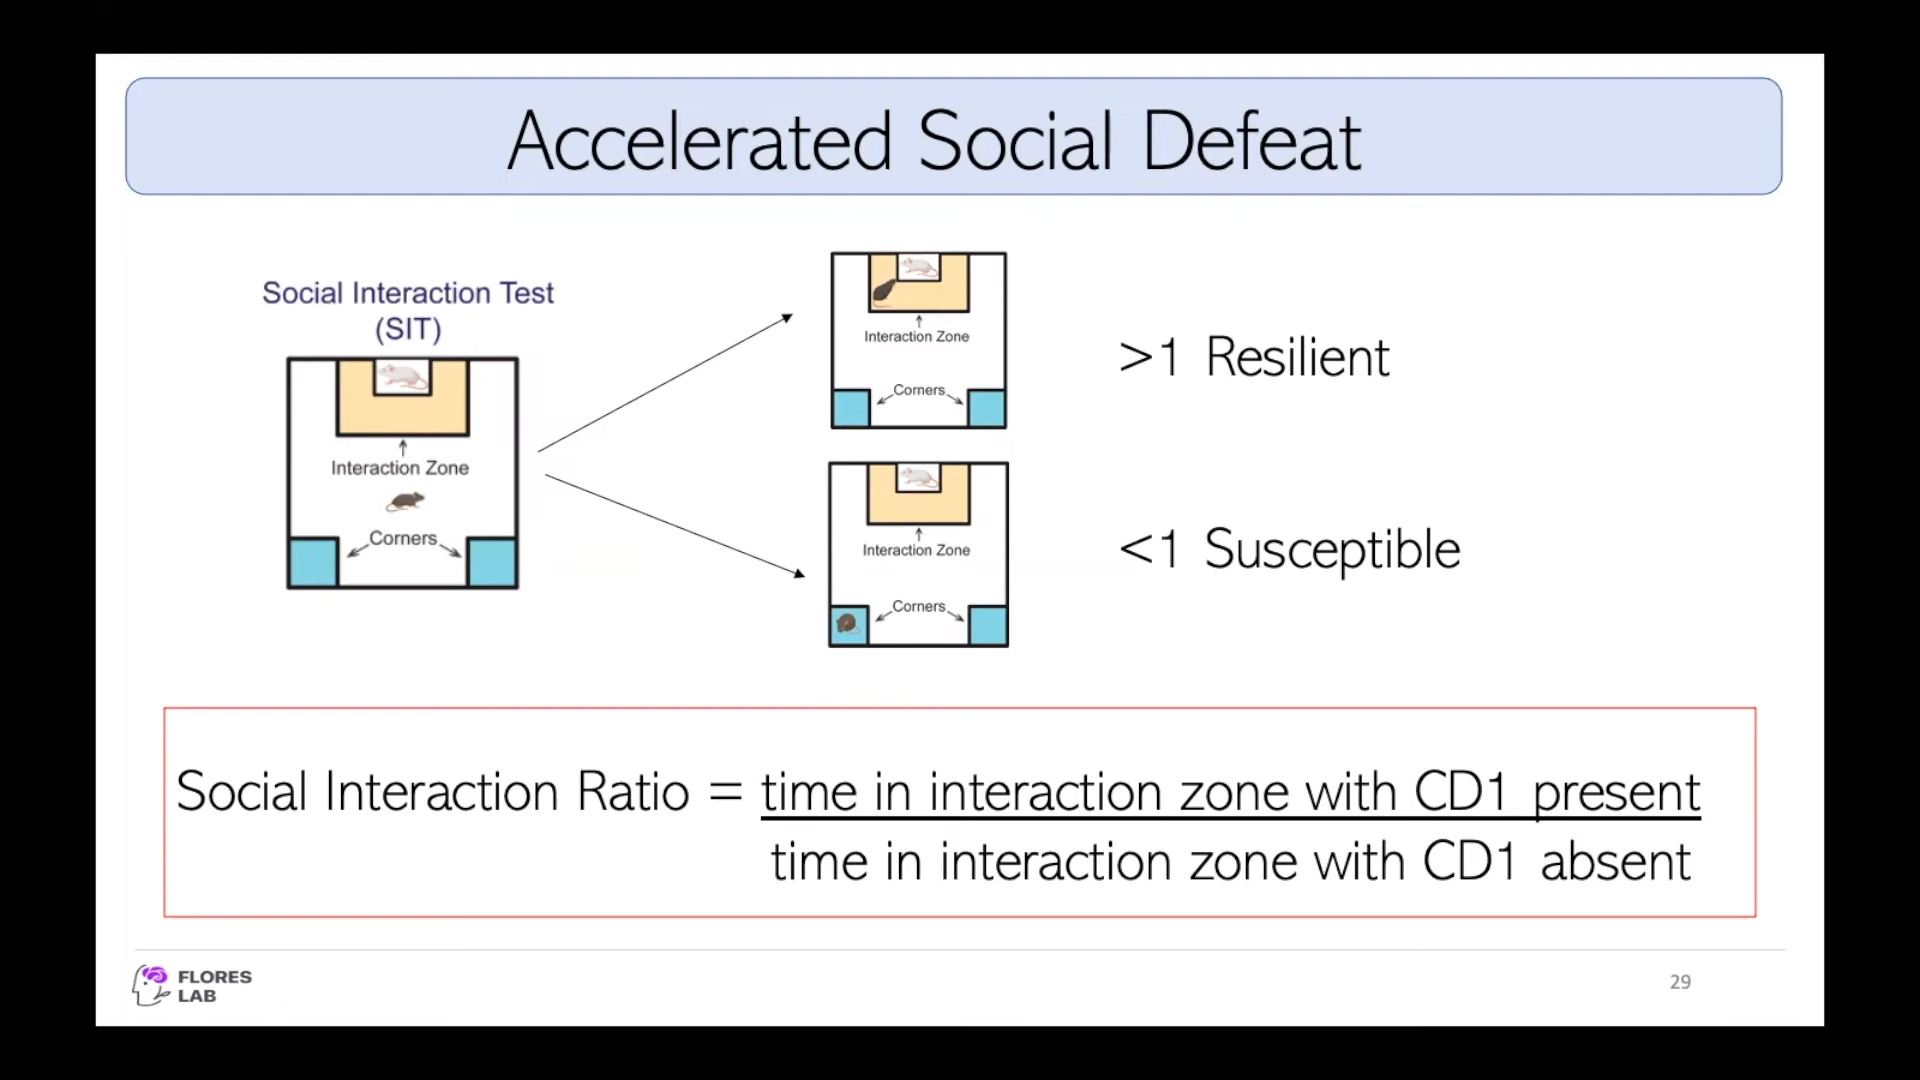 Accelerated Social Defeat
Social Interaction Test
(SIT)
Interaction Zone
Corners
Interaction Zone
Corners
>1 Resilient
Interaction Zone
Corners
<1 Susceptible
Social Interaction Ratio = time in interaction zone with CD1 present
time in interaction zone with CD1 absent
FLORES
LAB
29